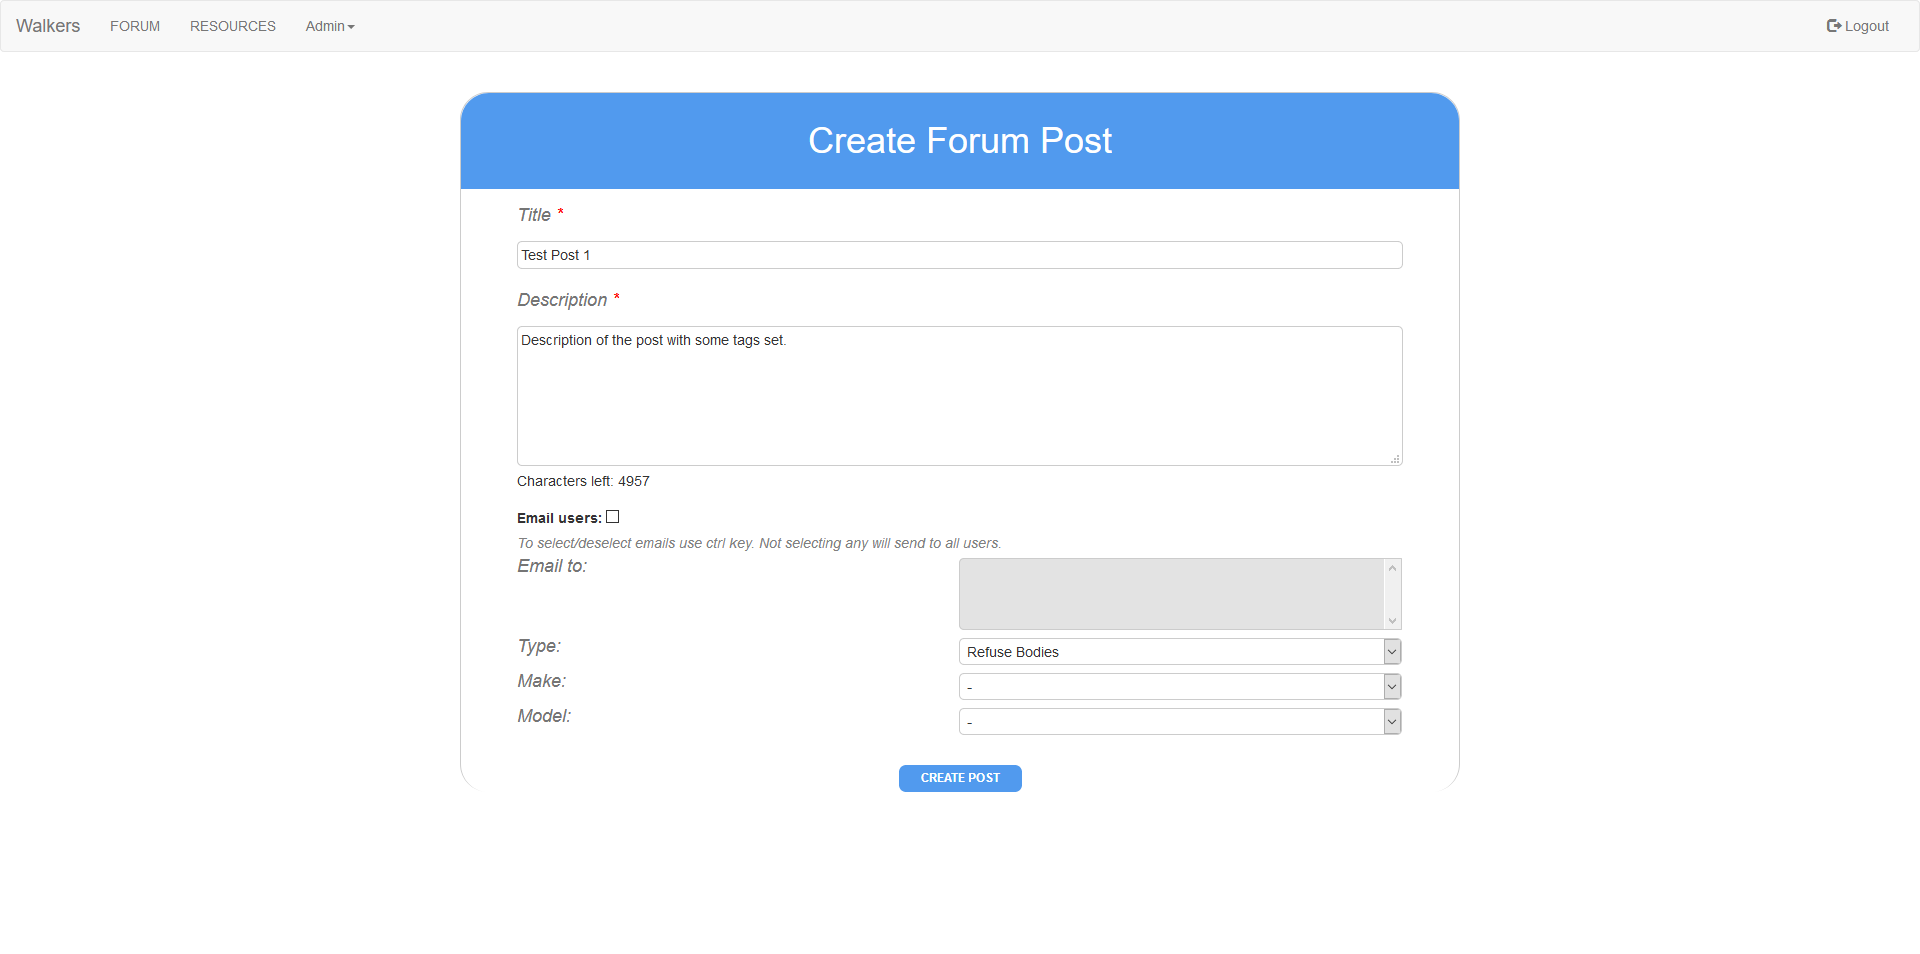 Walkers FORUM RESOURCES Admin Logout
Create Forum Post
Title *
Test Post 1
Description *
Description of the post with some tags set.
Characters left: 4957
Email users:
To select/deselect emails use ctrl key. Not selecting any will send to all users.
Email to:
Type: Refuse Bodies
Make: -
Model: -
CREATE POST